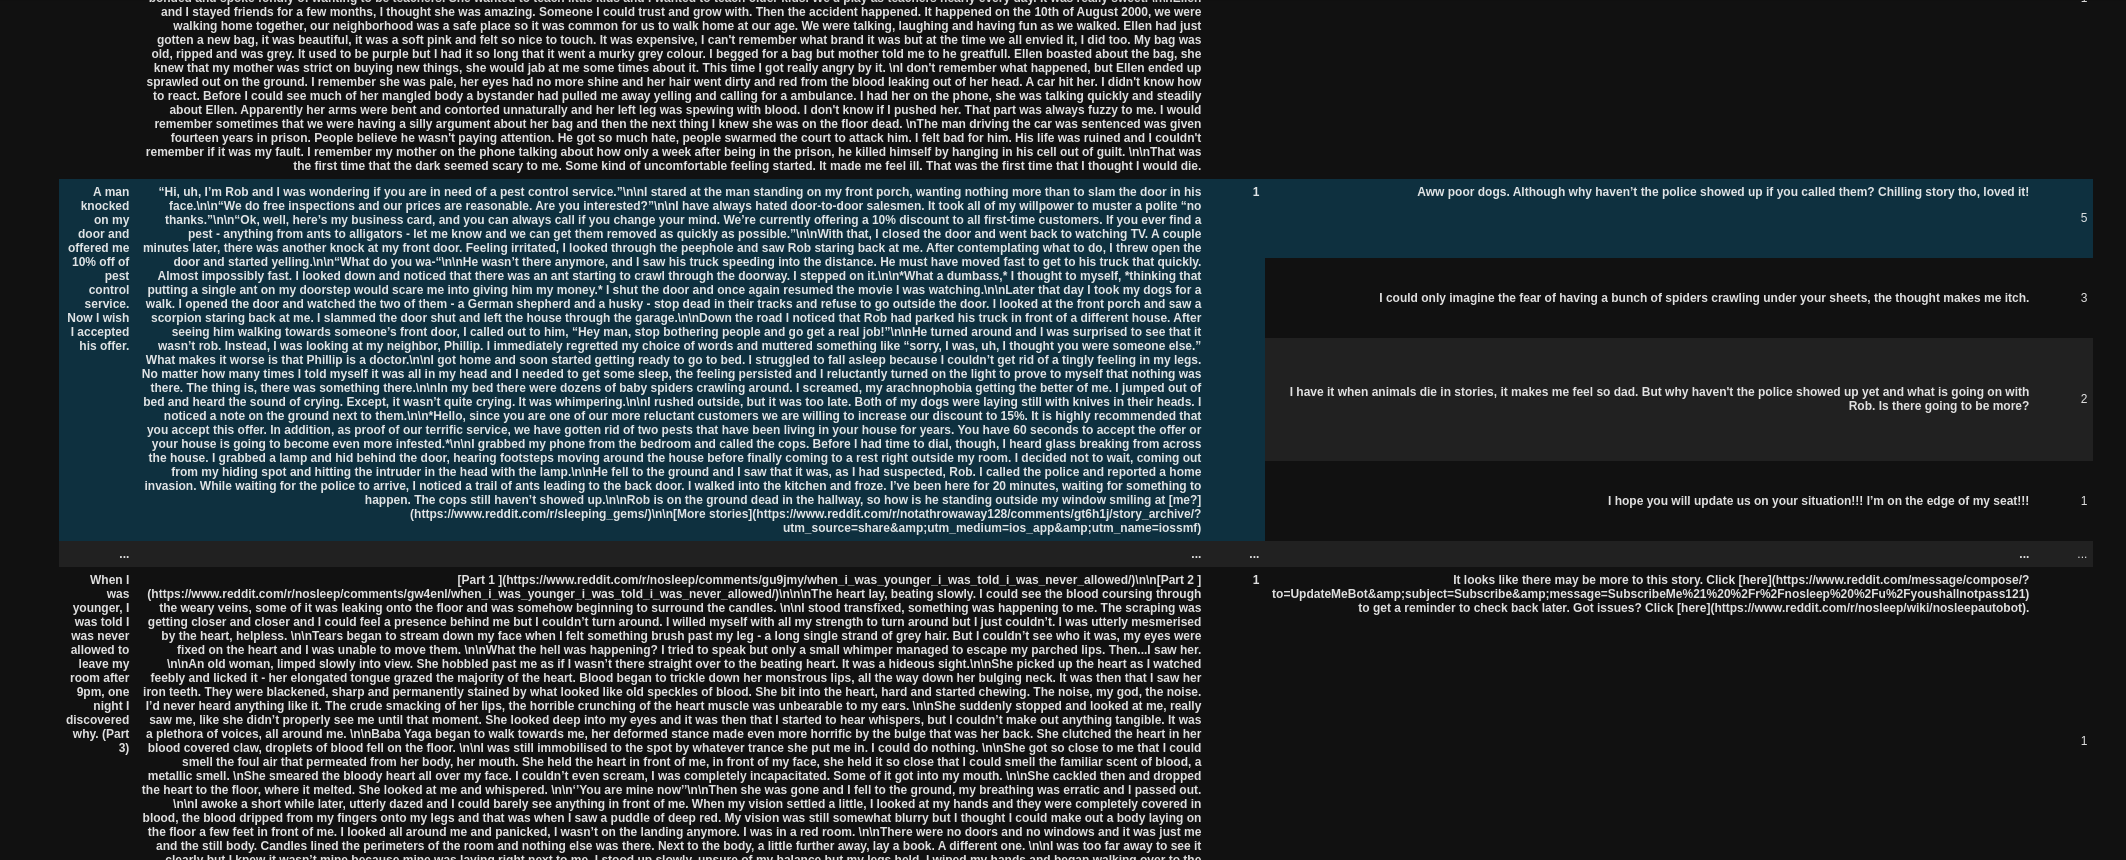 and I stayed friends for a few months, I thought she was amazing. Someone I could trust and grow with. Then the accident happened. It happened on the 10th of August 2000, we were
walking home together, our neighborhood was a safe place so it was common for us to walk home at our age. We were talking, laughing and having fun as we walked. Ellen had just
gotten a new bag, it was beautiful, it was a soft pink and felt so nice to touch. It was expensive, I can't remember what brand it was but at the time we all envied it, I did too. My bag was
old, ripped and was grey. It used to be purple but I had it so long that it went a murky grey colour. I begged for a bag but mother told me to he greatfull. Ellen boasted about the bag, she
knew that my mother was strict on buying new things, she would jab at me some times about it. This time I got really angry by it. \nI don't remember what happened, but Ellen ended up
sprawled out on the ground. I remember she was pale, her eyes had no more shine and her hair went dirty and red from the blood leaking out of her head. A car hit her. I didn't know how
to react. Before I could see much of her mangled body a bystander had pulled me away yelling and calling for a ambulance. I had her on the phone, she was talking quickly and steadily
about Ellen. Apparently her arms were bent and contorted unnaturally and her left leg was spewing with blood. I don't know if I pushed her. That part was always fuzzy to me. I would
remember sometimes that we were having a silly argument about her bag and then the next thing I knew she was on the floor dead. \nThe man driving the car was sentenced was given
fourteen years in prison. People believe he wasn't paying attention. He got so much hate, people swarmed the court to attack him. I felt bad for him. His life was ruined and I couldn't
remember if it was my fault. I remember my mother on the phone talking about how only a week after being in the prison, he killed himself by hanging in his cell out of guilt. \n\nThat was
the first time that the dark seemed scary to me. Some kind of uncomfortable feeling started. It made me feel ill. That was the first time that I thought I would die.
A man
knocked
on my
door and
offered me
10% off of
pest
control
service.
Now I wish
I accepted
his offer.
“Hi, uh, I’m Rob and I was wondering if you are in need of a pest control service.”\n\nI stared at the man standing on my front porch, wanting nothing more than to slam the door in his
face.\n\n“We do free inspections and our prices are reasonable. Are you interested?”\n\nI have always hated door-to-door salesmen. It took all of my willpower to muster a polite “no
thanks.”\n\n“Ok, well, here’s my business card, and you can always call if you change your mind. We’re currently offering a 10% discount to all first-time customers. If you ever find a
pest - anything from ants to alligators - let me know and we can get them removed as quickly as possible.”\n\nWith that, I closed the door and went back to watching TV. A couple
minutes later, there was another knock at my front door. Feeling irritated, I looked through the peephole and saw Rob staring back at me. After contemplating what to do, I threw open the
door and started yelling.\n\n“What do you wa-“\n\nHe wasn’t there anymore, and I saw his truck speeding into the distance. He must have moved fast to get to his truck that quickly.
Almost impossibly fast. I looked down and noticed that there was an ant starting to crawl through the doorway. I stepped on it.\n\n*What a dumbass,* I thought to myself, *thinking that
putting a single ant on my doorstep would scare me into giving him my money.* I shut the door and once again resumed the movie I was watching.\n\nLater that day I took my dogs for a
walk. I opened the door and watched the two of them - a German shepherd and a husky - stop dead in their tracks and refuse to go outside the door. I looked at the front porch and saw a
scorpion staring back at me. I slammed the door shut and left the house through the garage.\n\nDown the road I noticed that Rob had parked his truck in front of a different house. After
seeing him walking towards someone’s front door, I called out to him, “Hey man, stop bothering people and go get a real job!”\n\nHe turned around and I was surprised to see that it
wasn’t rob. Instead, I was looking at my neighbor, Phillip. I immediately regretted my choice of words and muttered something like “sorry, I was, uh, I thought you were someone else.”
What makes it worse is that Phillip is a doctor.\n\nI got home and soon started getting ready to go to bed. I struggled to fall asleep because I couldn’t get rid of a tingly feeling in my legs.
No matter how many times I told myself it was all in my head and I needed to get some sleep, the feeling persisted and I reluctantly turned on the light to prove to myself that nothing was
there. The thing is, there was something there.\n\nIn my bed there were dozens of baby spiders crawling around. I screamed, my arachnophobia getting the better of me. I jumped out of
bed and heard the sound of crying. Except, it wasn’t quite crying. It was whimpering.\n\nI rushed outside, but it was too late. Both of my dogs were laying still with knives in their heads. I
noticed a note on the ground next to them.\n\n*Hello, since you are one of our more reluctant customers we are willing to increase our discount to 15%. It is highly recommended that
you accept this offer. In addition, as proof of our terrific service, we have gotten rid of two pests that have been living in your house for years. You have 60 seconds to accept the offer or
your house is going to become even more infested.*\n\nI grabbed my phone from the bedroom and called the cops. Before I had time to dial, though, I heard glass breaking from across
the house. I grabbed a lamp and hid behind the door, hearing footsteps moving around the house before finally coming to a rest right outside my room. I decided not to wait, coming out
from my hiding spot and hitting the intruder in the head with the lamp.\n\nHe fell to the ground and I saw that it was, as I had suspected, Rob. I called the police and reported a home
invasion. While waiting for the police to arrive, I noticed a trail of ants leading to the back door. I walked into the kitchen and froze. I’ve been here for 20 minutes, waiting for something to
happen. The cops still haven’t showed up.\n\nRob is on the ground dead in the hallway, so how is he standing outside my window smiling at [me?]
(https://www.reddit.com/r/sleeping_gems/)\n\n[More stories](https://www.reddit.com/r/notathrowaway128/comments/gt6h1j/story_archive/?
utm_source=share&amp;utm_medium=ios_app&amp;utm_name=iossmf)
1
Aww poor dogs. Although why haven’t the police showed up if you called them? Chilling story tho, loved it!
5
I could only imagine the fear of having a bunch of spiders crawling under your sheets, the thought makes me itch.
3
I have it when animals die in stories, it makes me feel so dad. But why haven't the police showed up yet and what is going on with
Rob. Is there going to be more?
2
I hope you will update us on your situation!!! I’m on the edge of my seat!!!
1
...
...
...
...
...
When I
was
younger, I
was told I
was never
allowed to
leave my
room after
9pm, one
night I
discovered
why. (Part
3)
[Part 1 ](https://www.reddit.com/r/nosleep/comments/gu9jmy/when_i_was_younger_i_was_told_i_was_never_allowed/)\n\n[Part 2 ]
(https://www.reddit.com/r/nosleep/comments/gw4enl/when_i_was_younger_i_was_told_i_was_never_allowed/)\n\n\nThe heart lay, beating slowly. I could see the blood coursing through
the weary veins, some of it was leaking onto the floor and was somehow beginning to surround the candles. \n\nI stood transfixed, something was happening to me. The scraping was
getting closer and closer and I could feel a presence behind me but I couldn’t turn around. I willed myself with all my strength to turn around but I just couldn’t. I was utterly mesmerised
by the heart, helpless. \n\nTears began to stream down my face when I felt something brush past my leg - a long single strand of grey hair. But I couldn’t see who it was, my eyes were
fixed on the heart and I was unable to move them. \n\nWhat the hell was happening? I tried to speak but only a small whimper managed to escape my parched lips. Then...I saw her.
\n\nAn old woman, limped slowly into view. She hobbled past me as if I wasn’t there straight over to the beating heart. It was a hideous sight.\n\nShe picked up the heart as I watched
feebly and licked it - her elongated tongue grazed the majority of the heart. Blood began to trickle down her monstrous lips, all the way down her bulging neck. It was then that I saw her
iron teeth. They were blackened, sharp and permanently stained by what looked like old speckles of blood. She bit into the heart, hard and started chewing. The noise, my god, the noise.
I’d never heard anything like it. The crude smacking of her lips, the horrible crunching of the heart muscle was unbearable to my ears. \n\nShe suddenly stopped and looked at me, really
saw me, like she didn’t properly see me until that moment. She looked deep into my eyes and it was then that I started to hear whispers, but I couldn’t make out anything tangible. It was
a plethora of voices, all around me. \n\nBaba Yaga began to walk towards me, her deformed stance made even more horrific by the bulge that was her back. She clutched the heart in her
blood covered claw, droplets of blood fell on the floor. \n\nI was still immobilised to the spot by whatever trance she put me in. I could do nothing. \n\nShe got so close to me that I could
smell the foul air that permeated from her body, her mouth. She held the heart in front of me, in front of my face, she held it so close that I could smell the familiar scent of blood, a
metallic smell. \nShe smeared the bloody heart all over my face. I couldn’t even scream, I was completely incapacitated. Some of it got into my mouth. \n\nShe cackled then and dropped
the heart to the floor, where it melted. She looked at me and whispered. \n\n‘’You are mine now’’\n\nThen she was gone and I fell to the ground, my breathing was erratic and I passed out.
\n\nI awoke a short while later, utterly dazed and I could barely see anything in front of me. When my vision settled a little, I looked at my hands and they were completely covered in
blood, the blood dripped from my fingers onto my legs and that was when I saw a puddle of deep red. My vision was still somewhat blurry but I thought I could make out a body laying on
the floor a few feet in front of me. I looked all around me and panicked, I wasn’t on the landing anymore. I was in a red room. \n\nThere were no doors and no windows and it was just me
and the still body. Candles lined the perimeters of the room and nothing else was there. Next to the body, a little further away, lay a book. A different one. \n\nI was too far away to see it
clearly but I knew it wasn’t mine because mine was laying right next to me. I stood up slowly, unsure of my balance but my legs held. I wiped my hands and began walking over to the
1
It looks like there may be more to this story. Click [here](https://www.reddit.com/message/compose/?
to=UpdateMeBot&amp;subject=Subscribe&amp;message=SubscribeMe%21%20%2Fr%2Fnosleep%20%2Fu%2Fyoushallnotpass121)
to get a reminder to check back later. Got issues? Click [here](https://www.reddit.com/r/nosleep/wiki/nosleepautobot).
1